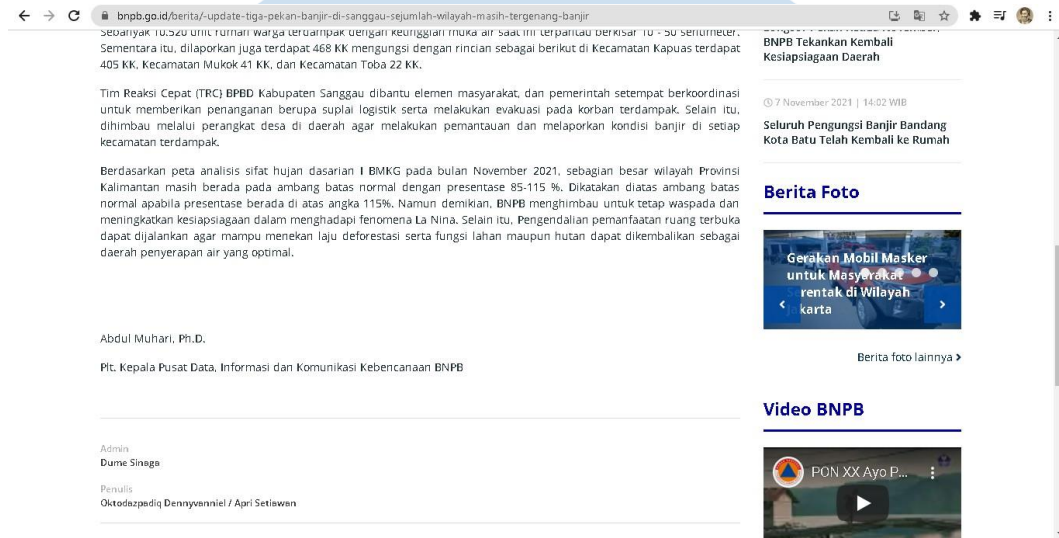 bnpb.go.id/berita/-update-tiga-pekan-banjir-di-sanggau-sejumlah-wilayah-masih-tergenang-banjir
Sebanyak 10.520 unit rumah warga terdampak dengan ketinggian muka air saat ini terpantau berkisar 10 - 50 sentimeter.
Sementara itu, dilaporkan juga terdapat 468 KK mengungsi dengan rincian sebagai berikut di Kecamatan Kapuas terdapat
405 KK, Kecamatan Mukok 41 KK, dan Kecamatan Toba 22 KK.
Tim Reaksi Cepat (TRC} BPBD Kabupaten Sanggau dibantu elemen masyarakat, dan pemerintah setempat berkoordinasi
untuk memberikan penanganan berupa suplai logistik serta melakukan evakuasi pada korban terdampak. Selain itu,
dihimbau melalui perangkat desa di daerah agar melakukan pemantauan dan melaporkan kondisi banjir di setiap
kecamatan terdampak.
Berdasarkan peta analisis sifat hujan dasarian I BMKG pada bulan November 2021, sebagian besar wilayah Provinsi
Kalimantan masih berada pada ambang batas normal dengan presentase 85-115 %. Dikatakan diatas ambang batas
normal apabila presentase berada di atas angka 115%. Namun demikian, BNPB menghimbau untuk tetap waspada dan
meningkatkan kesiapsiagaan dalam menghadapi fenomena La Nina. Selain itu, Pengendalian pemanfaatan ruang terbuka
dapat dijalankan agar mampu menekan laju deforestasi serta fungsi lahan maupun hutan dapat dikembalikan sebagai
daerah penyerapan air yang optimal.
Abdul Muhari, Ph.D.
Plt. Kepala Pusat Data, Informasi dan Komunikasi Kebencanaan BNPB
Admin
Dume Sinaga
Penulis
Oktodazpadiq Dennyvanniel / Apri Setiawan
BNPB Tekankan Kembali
Kesiapsiagaan Daerah
7 November 2021 | 14:02 WIB
Seluruh Pengungsi Banjir Bandang
Kota Batu Telah Kembali ke Rumah
Berita Foto
Gerakan Mobil Masker
untuk Masyarakat
Serentak di Wilayah
Jakarta
Berita foto lainnya
Video BNPB
PON XX Ayo P...